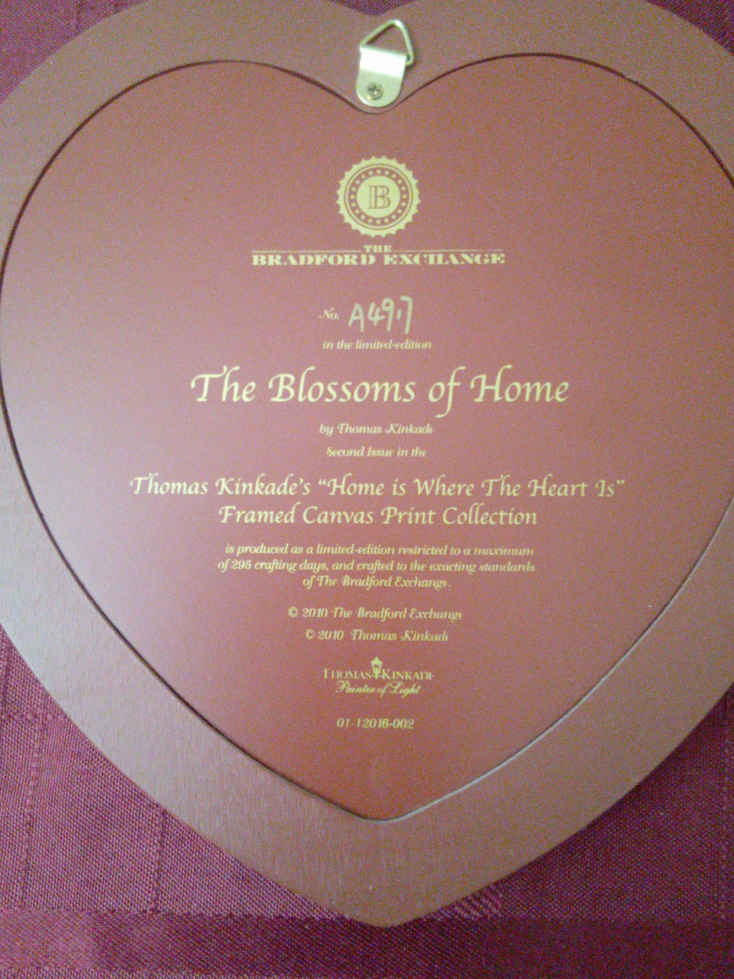 B
THE
BRADFORD EXCHANGE
No. A4917
in the limited-edition
The Blossoms of Home
by Thomas Kinkade
Second Issue in the
Thomas Kinkade's "Home is Where The Heart Is"
Framed Canvas Print Collection
is produced as a limited-edition restricted to a maximum
of 295 crafting days, and crafted to the exacting standards
of The Bradford Exchange.
© 2010 The Bradford Exchange
© 2010 Thomas Kinkade
THOMAS KINKADE
Painter of Light
01-12016-002